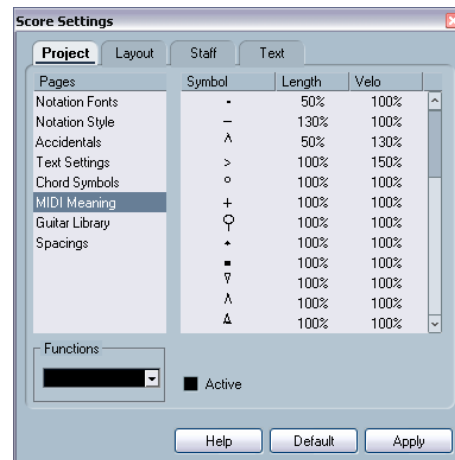 Score Settings
Project Layout Staff Text
Pages
Notation Fonts
Notation Style
Accidentals
Text Settings
Chord Symbols
MIDI Meaning
Guitar Library
Spacings
Symbol Length Velo
. 50% 100%
– 130% 100%
^ 50% 130%
> 100% 150%
o 100% 100%
+ 100% 100%
100% 100%
100% 100%
100% 100%
100% 100%
100% 100%
100% 100%
Functions
Active
Help Default Apply